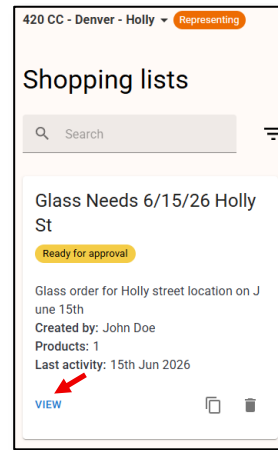 420 CC - Denver - Holly Representing
Shopping lists
Search
Glass Needs 6/15/26 Holly
St
Ready for approval
Glass order for Holly street location on J
une 15th
Created by: John Doe
Products: 1
Last activity: 15th Jun 2026
VIEW